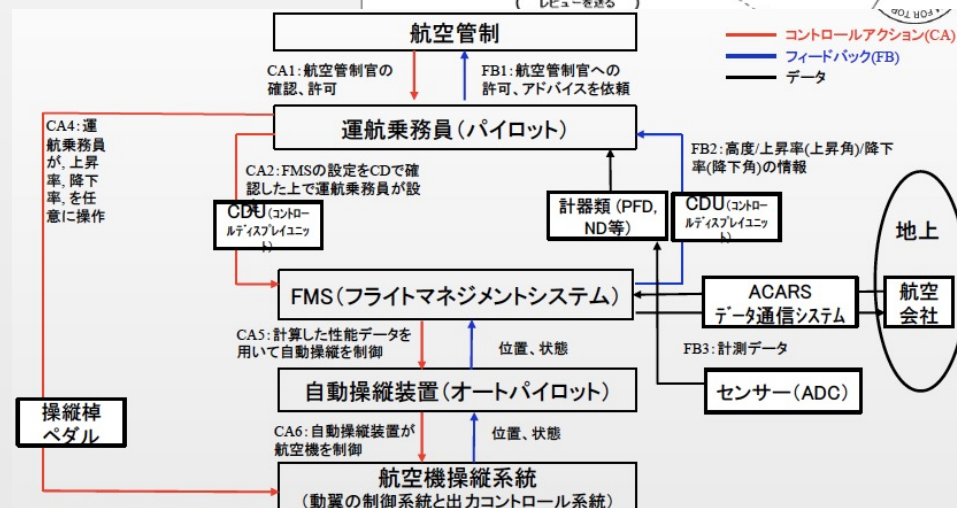 レビューを送る
A FOR TOP
航空管制
コントロールアクション(CA)
フィードバック(FB)
データ
CA1:航空管制官の
確認、許可
FB1:航空管制官への
許可、アドバイスを依頼
運航乗務員(パイロット)
CA4:運
航乗務員
が, 上昇
率, 降下
率, を任
意に操作
CA2:FMSの設定をCDで確
認した上で運航乗務員が設
FB2:高度/上昇率(上昇角)/降下
率(降下角)の情報
CDU(コントロー
ルディスプレイユニッ
ト)
計器類 (PFD,
ND等)
CDU(コントロー
ルディスプレイユニッ
ト)
地上
FMS(フライトマネジメントシステム)
ACARS
データ通信システム
航空
会社
CA5:計算した性能データを
用いて自動操縦を制御
位置、状態
FB3:計測データ
自動操縦装置(オートパイロット)
センサー(ADC)
操縦棹
ペダル
CA6:自動操縦装置が
航空機を制御
位置、状態
航空機操縦系統
(動翼の制御系統と出力コントロール系統)